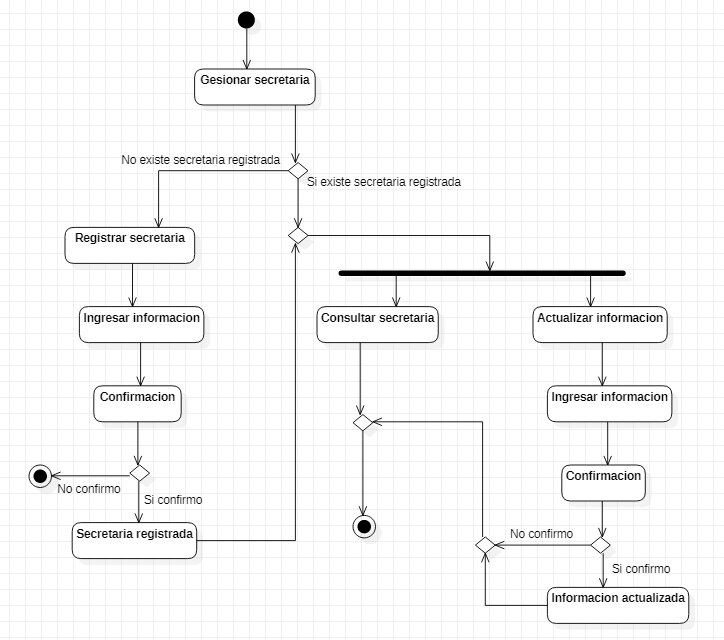 Gesionar secretaria
No existe secretaria registrada
Si existe secretaria registrada
Registrar secretaria
Ingresar informacion
Consultar secretaria
Actualizar informacion
Confirmacion
Ingresar informacion
Confirmacion
No confirmo
Si confirmo
Secretaria registrada
No confirmo
Si confirmo
Informacion actualizada